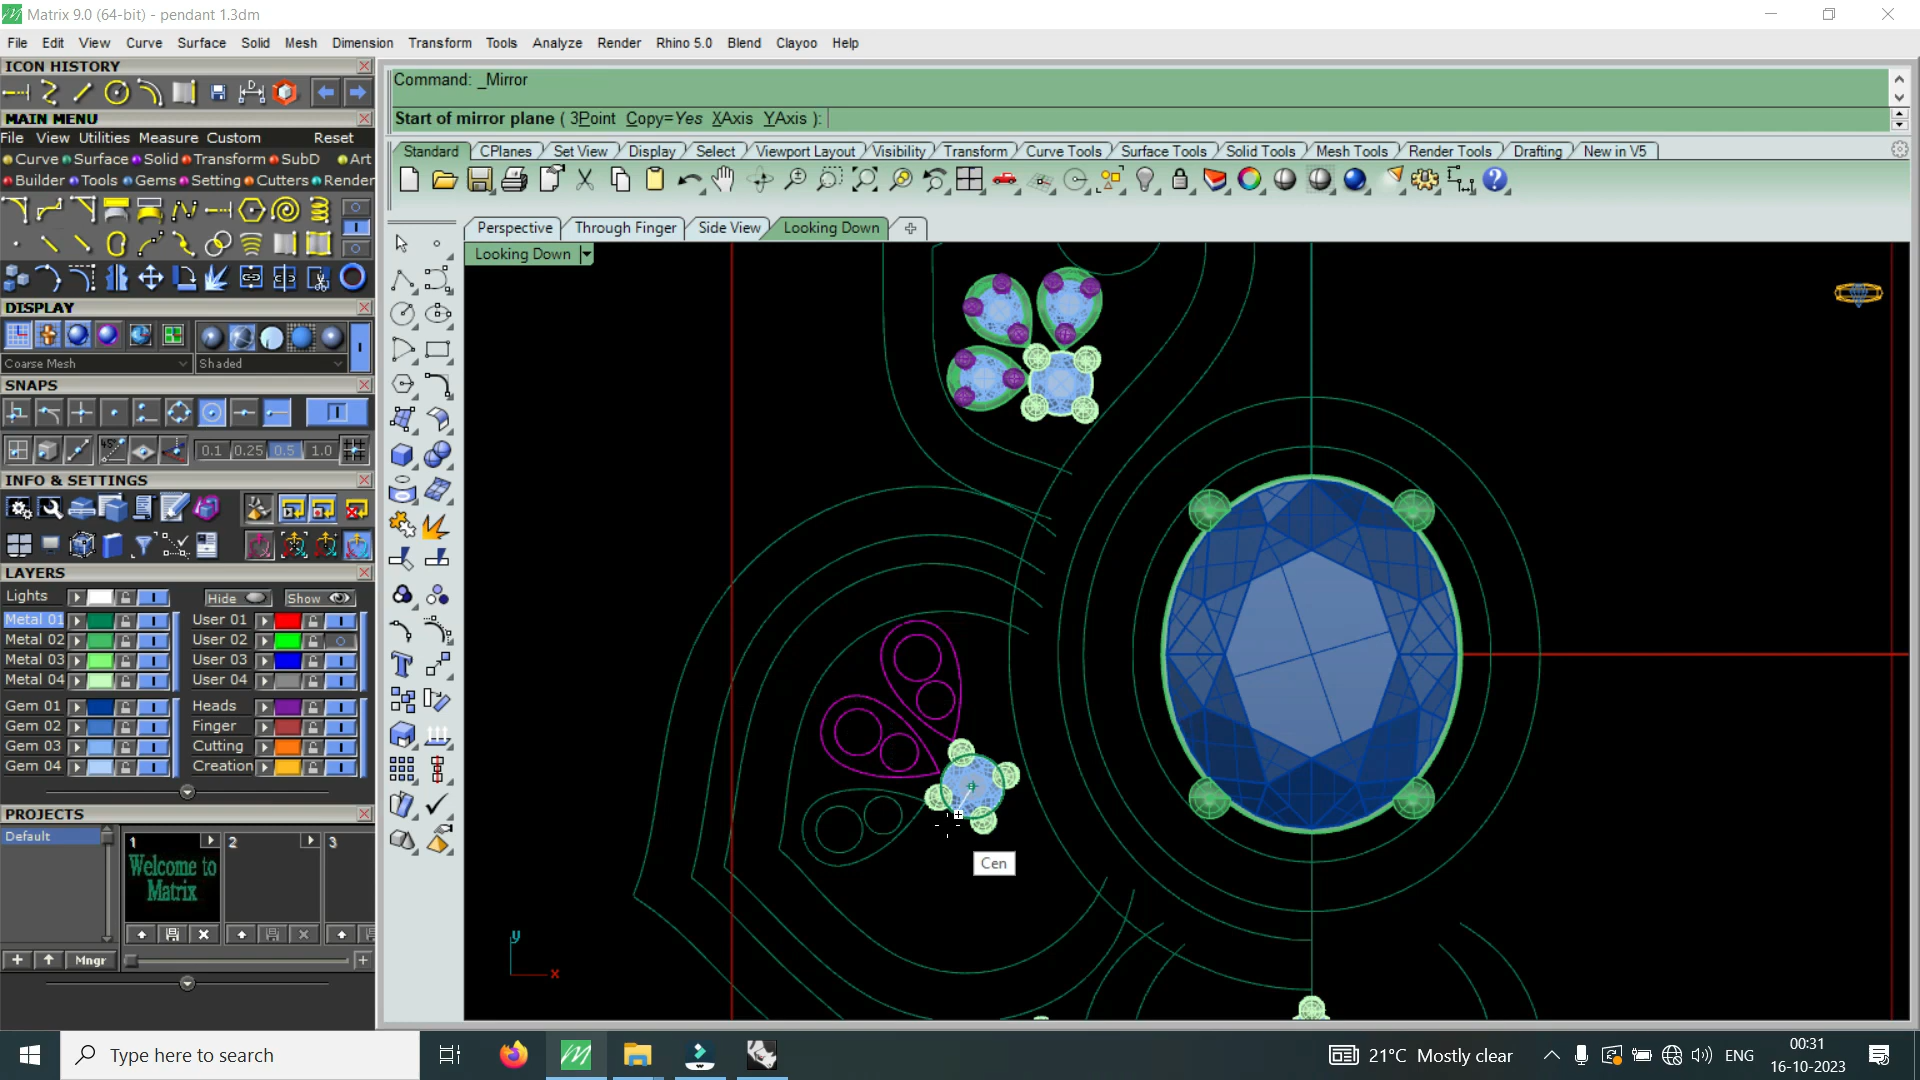 Matrix 9.0 (64-bit) - pendant 1.3dm
File Edit View Curve Surface Solid Mesh Dimension Transform Tools Analyze Render Rhino 5.0 Blend Clayoo Help
ICON HISTORY
MAIN MENU
File View Utilities Measure Custom Reset
Curve Surface Solid Transform SubD Art
Builder Tools Gems Setting Cutters Render
DISPLAY
Coarse Mesh Shaded
SNAPS
0.1 0.25 0.5 1.0
INFO & SETTINGS
LAYERS
Lights Hide Show
Metal 01 User 01
Metal 02 User 02
Metal 03 User 03
Metal 04 User 04
Gem 01 Heads
Gem 02 Finger
Gem 03 Cutting
Gem 04 Creation
PROJECTS
Default 1 2 3
Welcome to
Matrix
Mngr
Command: _Mirror
Start of mirror plane ( 3Point Copy=Yes XAxis YAxis ):
Standard CPlanes Set View Display Select Viewport Layout Visibility Transform Curve Tools Surface Tools Solid Tools Mesh Tools Render Tools Drafting New in V5
Perspective Through Finger Side View Looking Down
Looking Down
Cen
y
x
Type here to search
21°C Mostly clear
ENG
00:31
16-10-2023